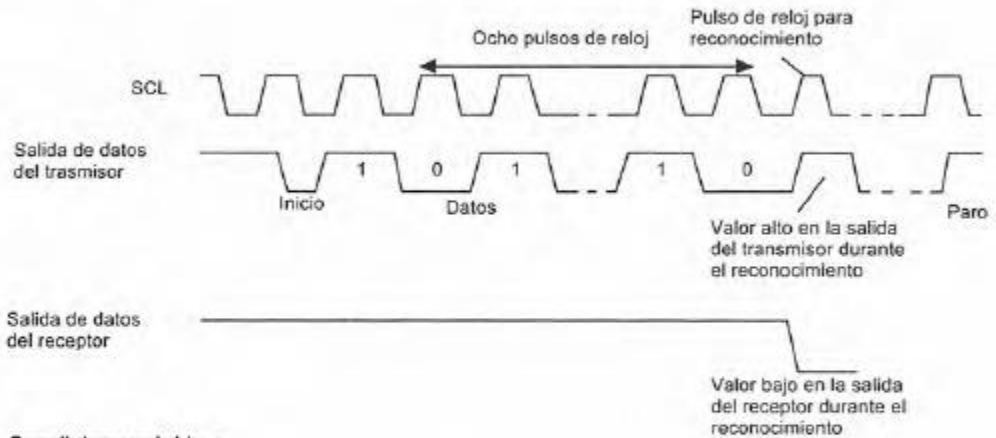 Ocho pulsos de reloj
Pulso de reloj para
reconocimiento
SCL
Salida de datos
del trasmisor
1 0 1 1 0
Inicio
Datos
Paro
Valor alto en la salida
del transmisor durante
el reconocimiento
Salida de datos
del receptor
Valor bajo en la salida
del receptor durante el
reconocimiento